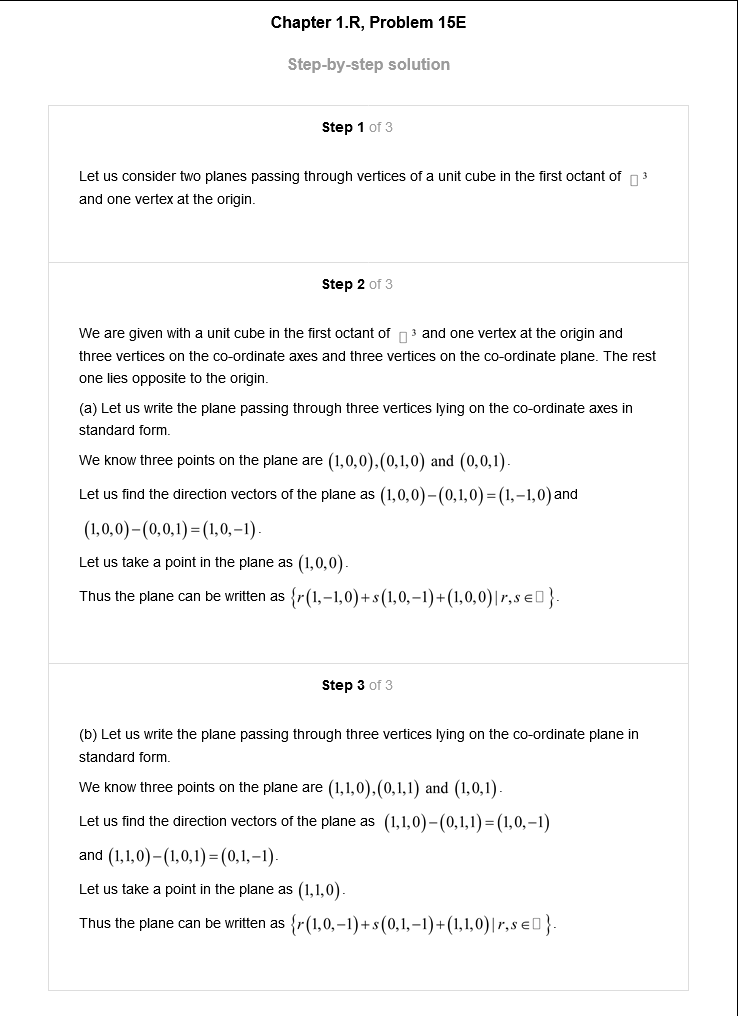 Chapter 1.R, Problem 15E
Step-by-step solution
Step 1 of 3
Let us consider two planes passing through vertices of a unit cube in the first octant of □³
and one vertex at the origin.
Step 2 of 3
We are given with a unit cube in the first octant of □³ and one vertex at the origin and
three vertices on the co-ordinate axes and three vertices on the co-ordinate plane. The rest
one lies opposite to the origin.
(a) Let us write the plane passing through three vertices lying on the co-ordinate axes in
standard form.
We know three points on the plane are (1,0,0),(0,1,0) and (0,0,1).
Let us find the direction vectors of the plane as (1,0,0)−(0,1,0)=(1,−1,0) and
(1,0,0)−(0,0,1)=(1,0,−1).
Let us take a point in the plane as (1,0,0).
Thus the plane can be written as {r(1,−1,0)+s(1,0,−1)+(1,0,0)|r,s∈□}.
Step 3 of 3
(b) Let us write the plane passing through three vertices lying on the co-ordinate plane in
standard form.
We know three points on the plane are (1,1,0),(0,1,1) and (1,0,1).
Let us find the direction vectors of the plane as (1,1,0)−(0,1,1)=(1,0,−1)
and (1,1,0)−(1,0,1)=(0,1,−1).
Let us take a point in the plane as (1,1,0).
Thus the plane can be written as {r(1,0,−1)+s(0,1,−1)+(1,1,0)|r,s∈□}.